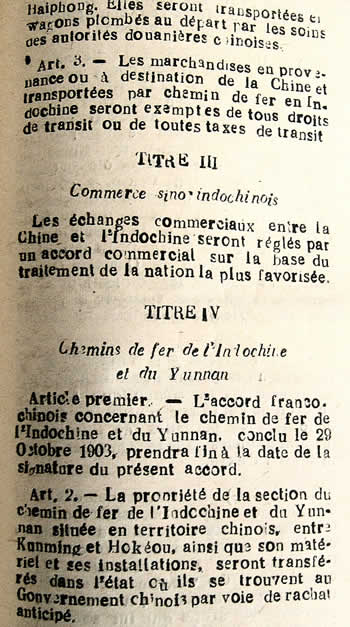 Haiphong. Elles seront transportées en
wagons plombés au départ par les soins
des autorités douanières chinoises.
Art. 3. — Les marchandises en prove-
nance ou à destination de la Chine et
transportées par chemin de fer en In-
dochine seront exemptes de tous droits
de transit ou de toutes taxes de transit
TITRE III
Commerce sino-indochinois
Les échanges commerciaux entre la
Chine et l'Indochine seront réglés par
un accord commercial sur la base du
traitement de la nation la plus favorisée.
TITRE IV
Chemins de fer de l'Indochine
et du Yunnan
Article premier. — L'accord franco-
chinois concernant le chemin de fer de
l'Indochine et du Yunnan, conclu le 29
Octobre 1903, prendra fin à la date de la
signature du présent accord.
Art. 2. — La propriété de la section du
chemin de fer de l'Indochine et du Yun-
nan située en territoire chinois, entre
Kunming et Hokéou, ainsi que son maté-
riel et ses installations, seront transfé-
rés dans l'état où ils se trouvent au
Gouvernement chinois par voie de rachat
anticipé.